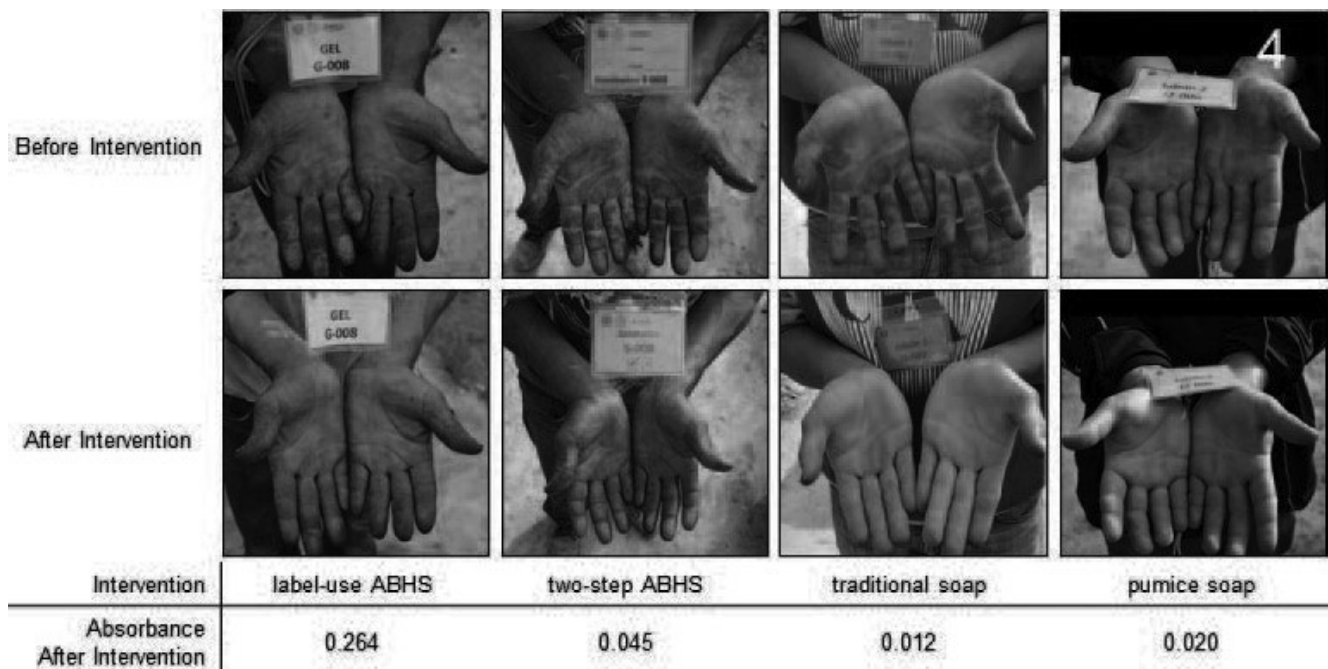 GEL
G-008
4
Before Intervention
GEL
G-008
After Intervention
Intervention label-use ABHS two-step ABHS traditional soap pumice soap
Absorbance
After Intervention 0.264 0.045 0.012 0.020